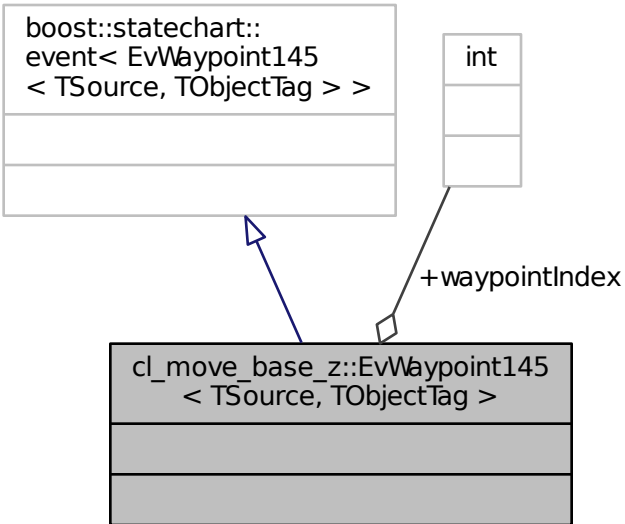 boost::statechart::
event< EvWaypoint145
< TSource, TObjectTag > >
int
+waypointIndex
cl_move_base_z::EvWaypoint145
< TSource, TObjectTag >